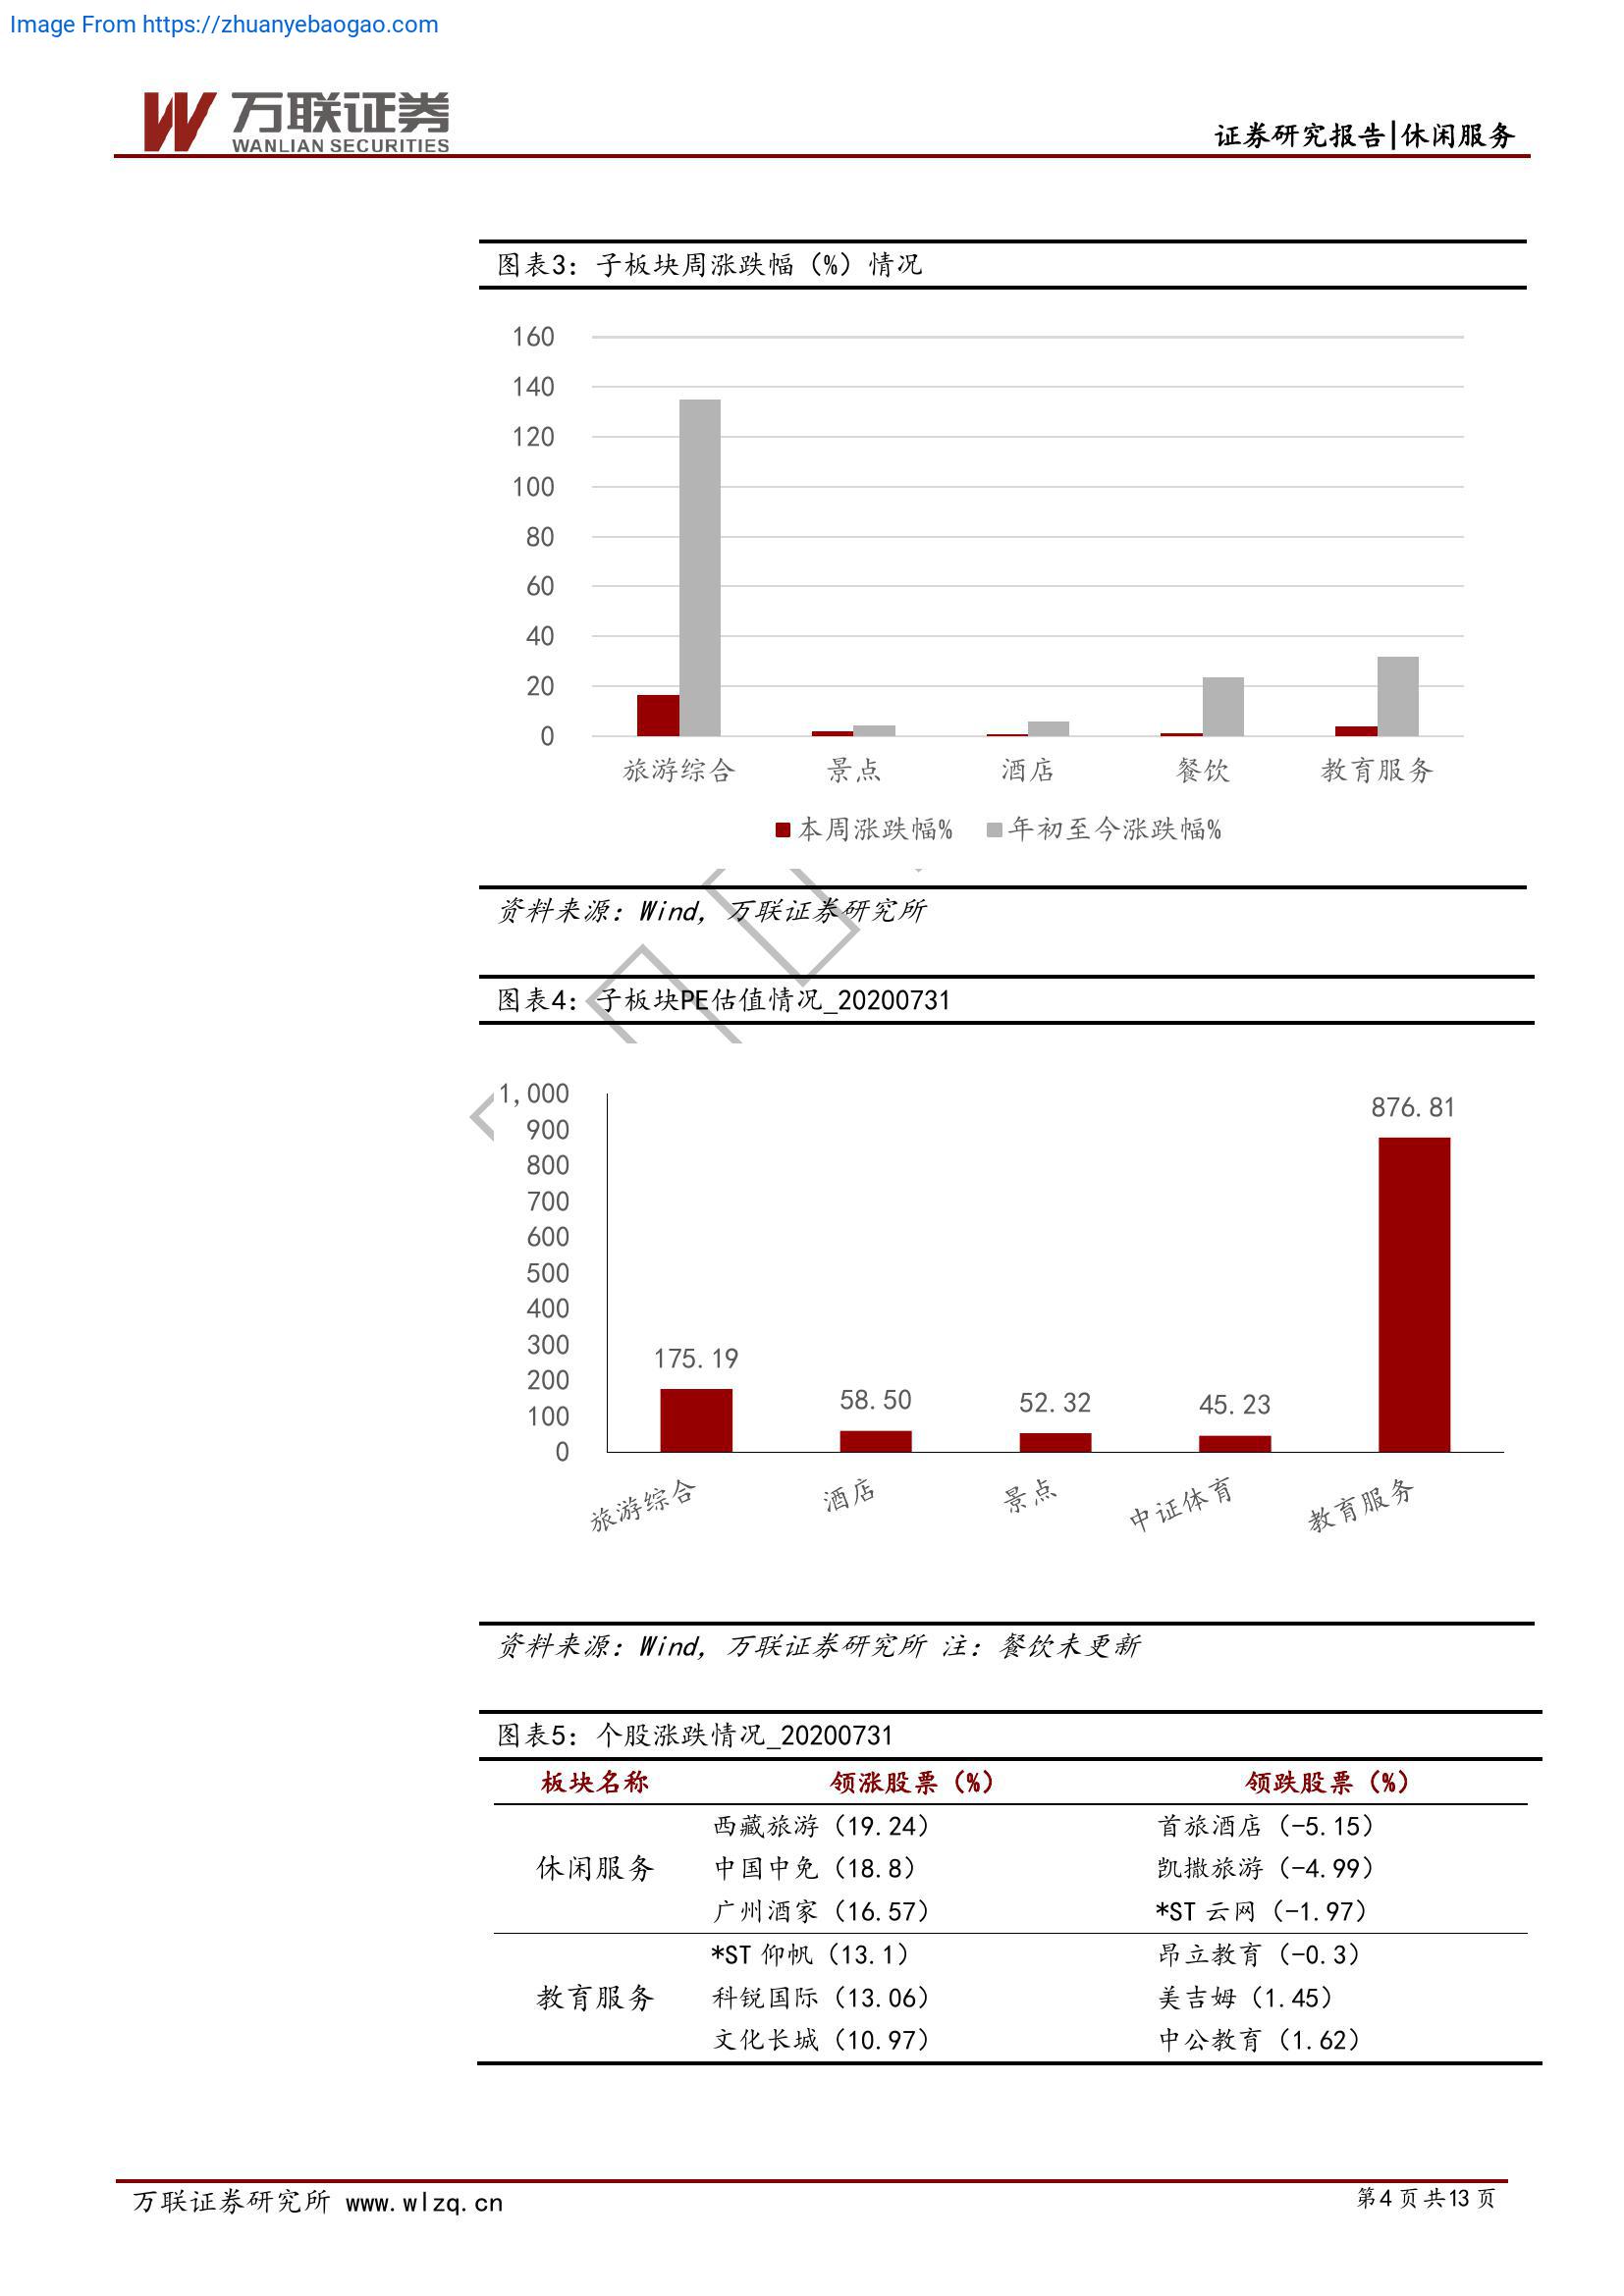 Image From https://zhuanyebaogao.com
万联证券
WANLIAN SECURITIES
证券研究报告|休闲服务
图表3：子板块周涨跌幅（%）情况
160
140
120
100
80
60
40
20
0
旅游综合 景点 酒店 餐饮 教育服务
本周涨跌幅% 年初至今涨跌幅%
资料来源：Wind, 万联证券研究所
图表4：子板块PE估值情况_20200731
1,000
900
800
700
600
500
400
300
200
100
0
175.19 58.50 52.32 45.23 876.81
旅游综合 酒店 景点 中证体育 教育服务
资料来源：Wind, 万联证券研究所 注：餐饮未更新
图表5：个股涨跌情况_20200731
板块名称 领涨股票（%） 领跌股票（%）
西藏旅游（19.24） 首旅酒店（-5.15）
休闲服务 中国中免（18.8） 凯撒旅游（-4.99）
广州酒家（16.57） *ST 云网（-1.97）
*ST 仰帆（13.1） 昂立教育（-0.3）
教育服务 科锐国际（13.06） 美吉姆（1.45）
文化长城（10.97） 中公教育（1.62）
万联证券研究所 www.wlzq.cn 第4页共13页